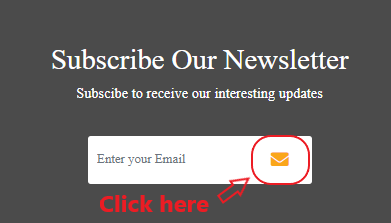 Subscribe Our Newsletter
Subscibe to receive our interesting updates
Enter your Email
Click here